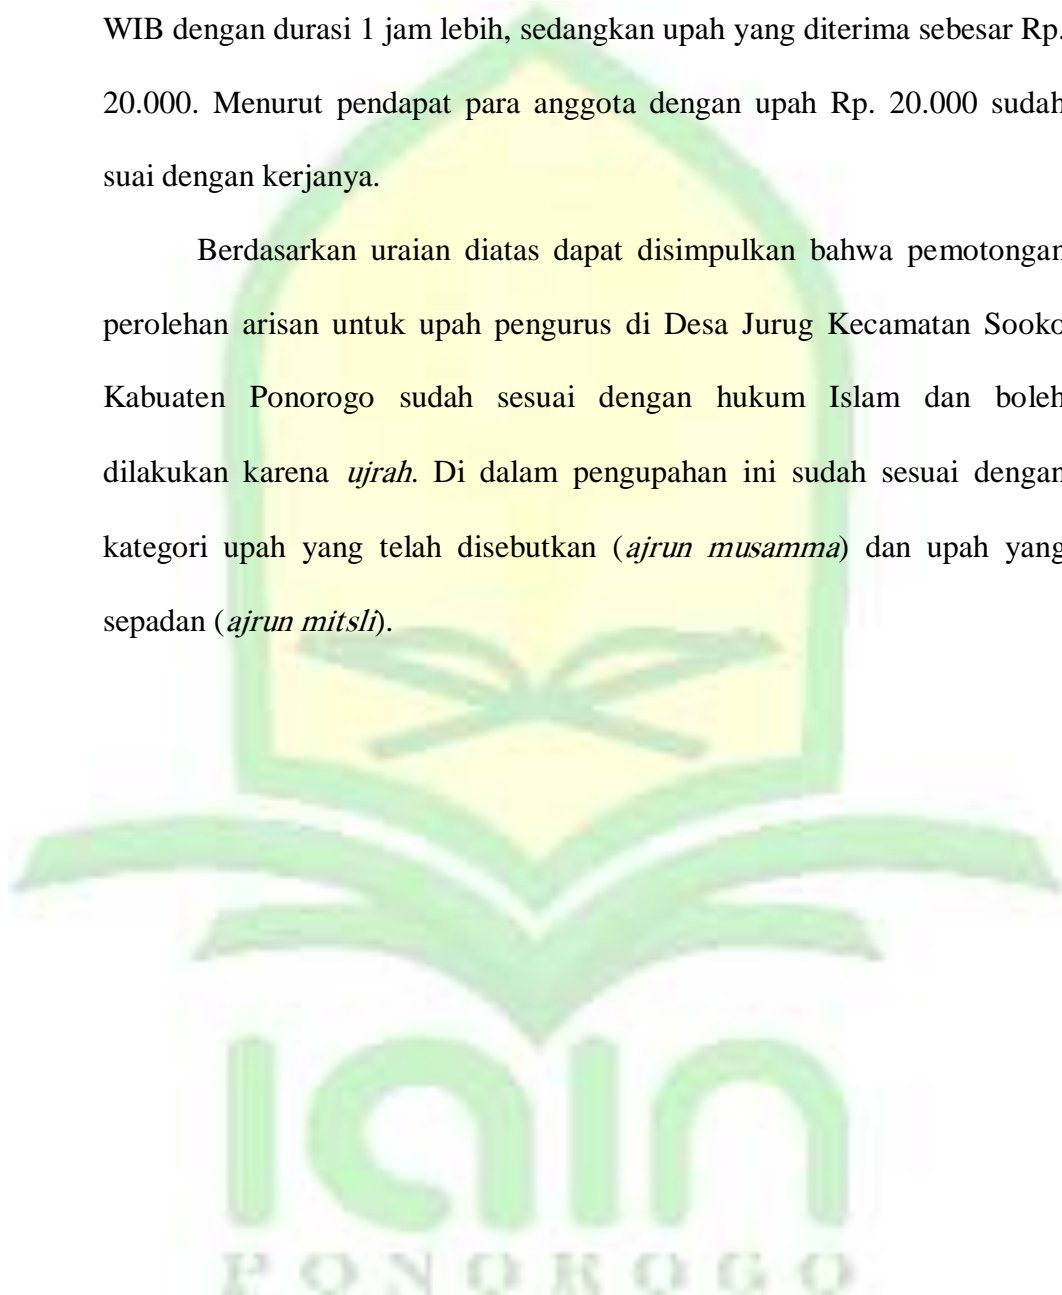 WIB dengan durasi 1 jam lebih, sedangkan upah yang diterima sebesar Rp.
20.000. Menurut pendapat para anggota dengan upah Rp. 20.000 sudah
suai dengan kerjanya.
Berdasarkan uraian diatas dapat disimpulkan bahwa pemotongan
perolehan arisan untuk upah pengurus di Desa Jurug Kecamatan Sooko
Kabuaten Ponorogo sudah sesuai dengan hukum Islam dan boleh
dilakukan karena ujrah. Di dalam pengupahan ini sudah sesuai dengan
kategori upah yang telah disebutkan (ajrun musamma) dan upah yang
sepadan (ajrun mitsli).
iain
PONOROGO